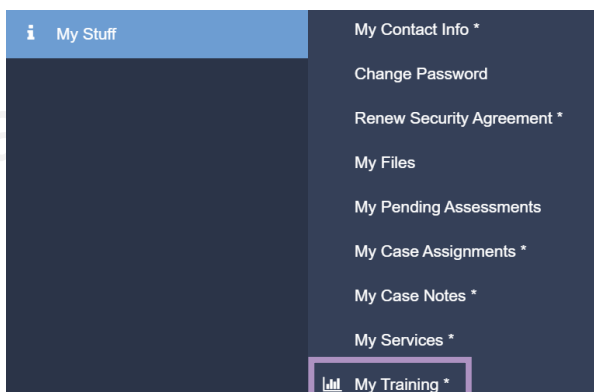 My Stuff
My Contact Info *
Change Password
Renew Security Agreement *
My Files
My Pending Assessments
My Case Assignments *
My Case Notes *
My Services *
My Training *